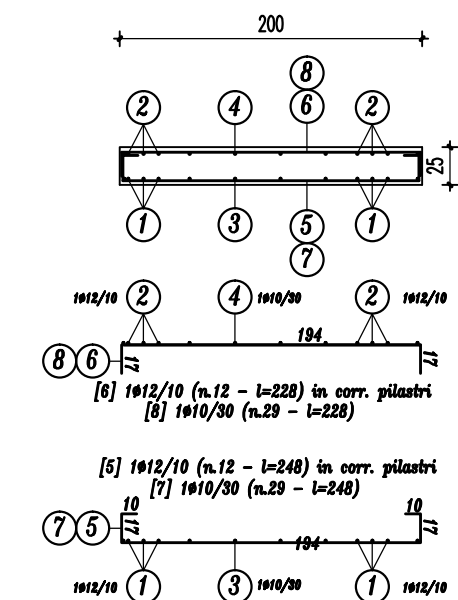 200
8
2 4 6 2
25
1 3 5 1
7
1ø12/10 2 4 1ø10/30 2 1ø12/10
194
8 6 17 17
[6] 1ø12/10 (n.12 - l=228) in corr. pilastri
[8] 1ø10/30 (n.29 - l=228)
[5] 1ø12/10 (n.12 - l=248) in corr. pilastri
[7] 1ø10/30 (n.29 - l=248)
10 10
7 5 17 17
194
1ø12/10 1 3 1ø10/30 1 1ø12/10